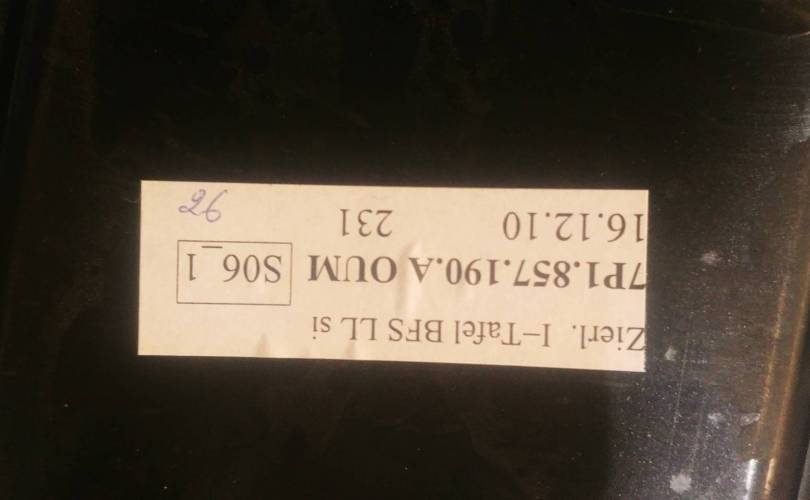 Zierl. I-Tafel BFS LL si
7P1.857.190.A OUM S06_1
16.12.10 231
26